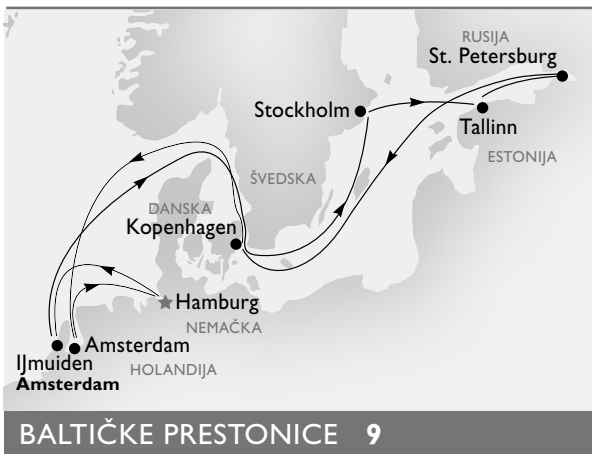 RUSIJA
St. Petersburg
Stockholm
Tallinn
ESTONIJA
ŠVEDSKA
DANSKA
Kopenhagen
Hamburg
NEMAČKA
Amsterdam
IJmuiden
HOLANDIJA
Amsterdam
BALTIČKE PRESTONICE 9